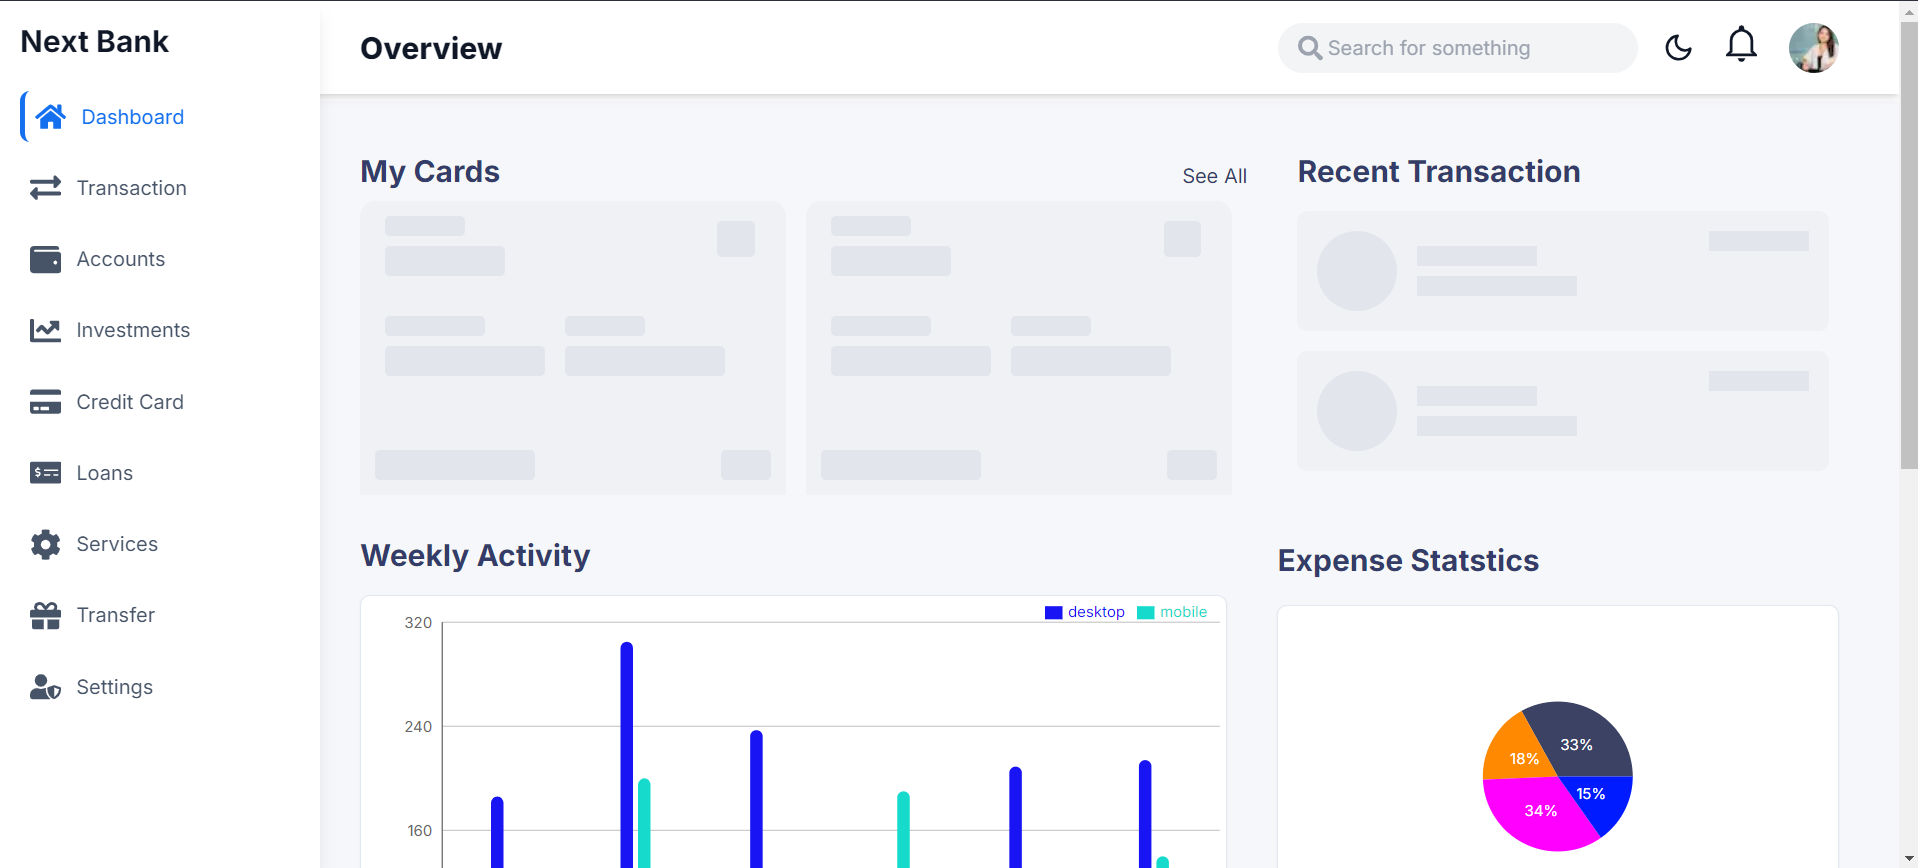 Next Bank
Dashboard
Transaction
Accounts
Investments
Credit Card
Loans
Services
Transfer
Settings
Overview
Search for something
My Cards
See All
Recent Transaction
Weekly Activity
desktop
mobile
320
240
160
Expense Statstics
33%
18%
15%
34%